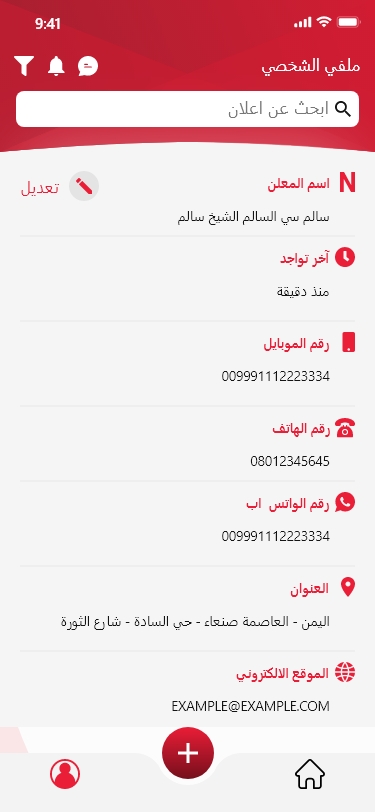 9:41
ملفي الشخصي
ابحث عن اعلان
اسم المعلن
تعديل
سالم سي السالم الشيخ سالم
آخر تواجد
منذ دقيقة
رقم الموبايل
009991112223334
رقم الهاتف
08012345645
رقم الواتس اب
009991112223334
العنوان
اليمن - العاصمة صنعاء - حي السادة - شارع الثورة
الموقع الالكتروني
EXAMPLE@EXAMPLE.COM